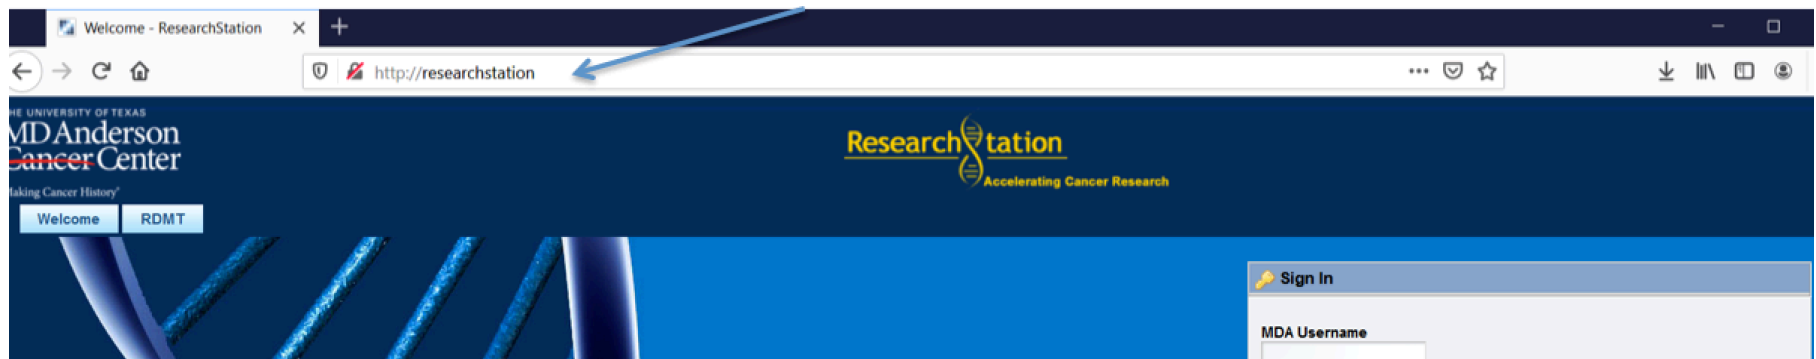 Welcome - ResearchStation
http://researchstation
THE UNIVERSITY OF TEXAS
MD Anderson
Cancer Center
Making Cancer History®
Research tation
Accelerating Cancer Research
Welcome RDMT
Sign In
MDA Username